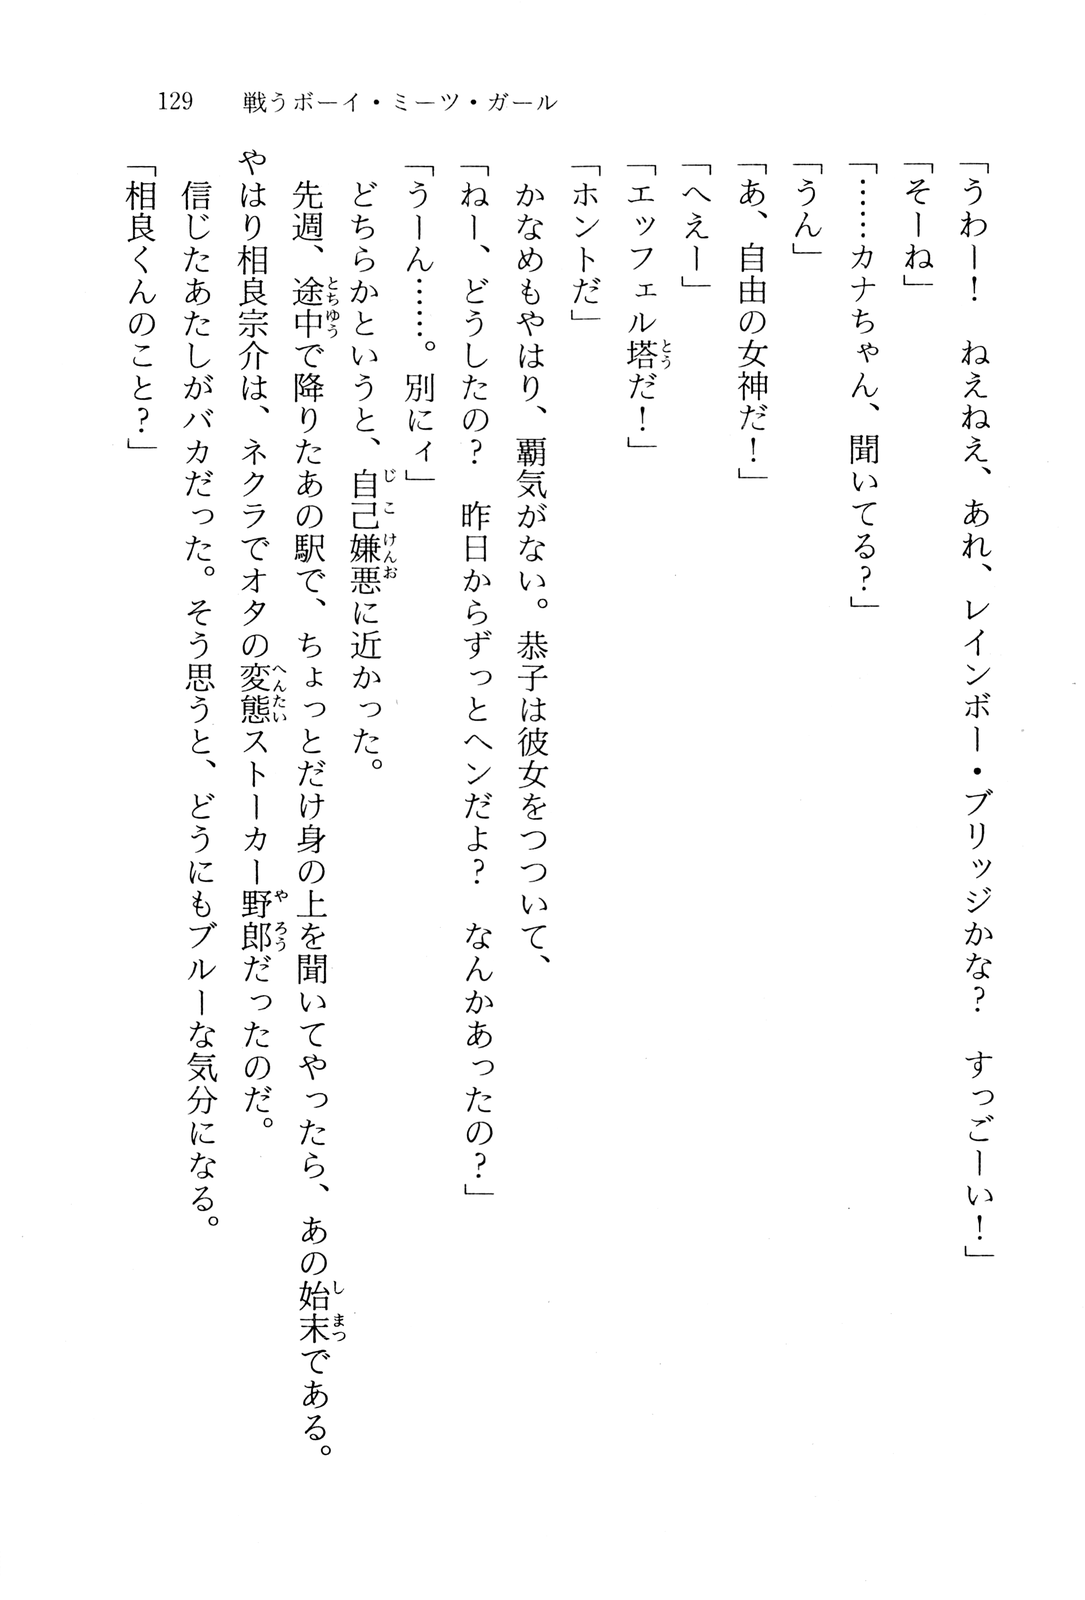 129 戦うボーイ・ミーツ・ガール
「うわー！　ねえねえ、あれ、レインボー・ブリッジかな？　すっごーい！」
「そーね」
「……カナちゃん、聞いてる？」
「うん」
「あ、自由の女神だ！」
「へえー」
「エッフェル塔だ！」
「ホントだ」
　かなめもやはり、覇気がない。恭子は彼女をつついて、
「ねー、どうしたの？　昨日からずっとヘンだよ？　なんかあったの？」
「うーん……。別にィ」
　どちらかというと、自己嫌悪に近かった。
　先週、途中で降りたあの駅で、ちょっとだけ身の上を聞いてやったら、あの始末である。
やはり相良宗介は、ネクラでオタの変態ストーカー野郎だったのだ。
　信じたあたしがバカだった。そう思うと、どうにもブルーな気分になる。
「相良くんのこと？」